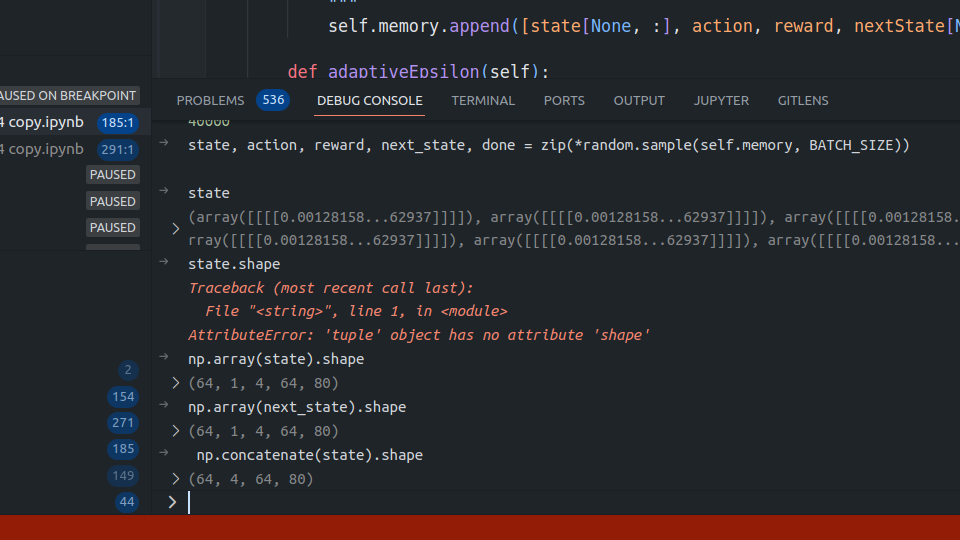 """
self.memory.append([state[None, :], action, reward, nextState[N
def adaptiveEpsilon(self):
AUSED ON BREAKPOINT
4 copy.ipynb 185:1
4 copy.ipynb 291:1
PAUSED
PAUSED
PAUSED
2
154
271
185
149
44
PROBLEMS 536 DEBUG CONSOLE TERMINAL PORTS OUTPUT JUPYTER GITLENS
40000
state, action, reward, next_state, done = zip(*random.sample(self.memory, BATCH_SIZE))
state
(array([[[[0.00128158...62937]]]]), array([[[[0.00128158...62937]]]]), array([[[[0.00128158...
rray([[[[0.00128158...62937]]]]), array([[[[0.00128158...62937]]]]), array([[[[0.00128158...
state.shape
Traceback (most recent call last):
File "<string>", line 1, in <module>
AttributeError: 'tuple' object has no attribute 'shape'
np.array(state).shape
(64, 1, 4, 64, 80)
np.array(next_state).shape
(64, 1, 4, 64, 80)
np.concatenate(state).shape
(64, 4, 64, 80)